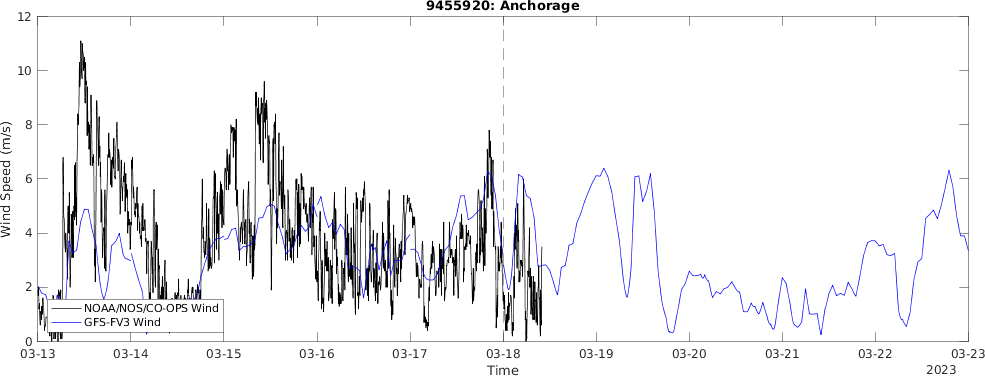 9455920: Anchorage
12
10
8
6
4
2
0
Wind Speed (m/s)
NOAA/NOS/CO-OPS Wind
GFS-FV3 Wind
03-13 03-14 03-15 03-16 03-17 03-18 03-19 03-20 03-21 03-22 03-23
Time
2023